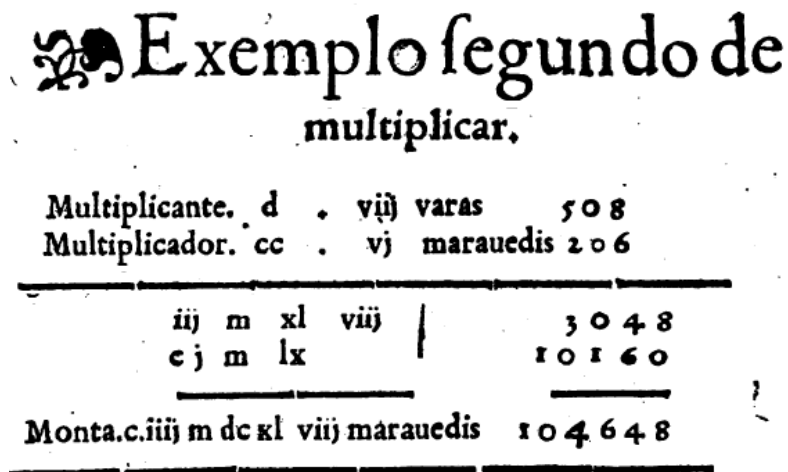 Exemplo ſegundo de
multiplicar.
Multiplicante. d . viij varas 508
Multiplicador. cc . vj marauedis 206
iij m xl viij 3048
c j m lx 10160
Monta.c.iiij m dc xl viij marauedis 104648